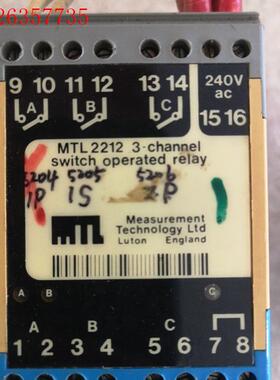 26357735
9 10 11 12 13 14 240V
ac
A B C 15 16
MTL 2212 3-channel
switch operated relay
5204 5205 5206
1P 1S 2P
Measurement
MTL Technology Ltd
Luton England
A B C
A B C
1 2 3 4 5 6 7 8